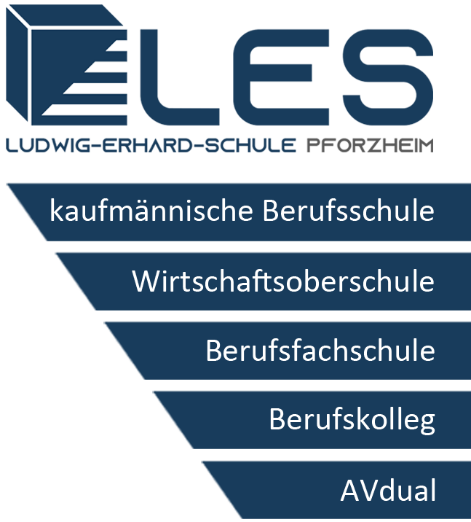 LES
LUDWIG-ERHARD-SCHULE PFORZHEIM
kaufmännische Berufsschule
Wirtschaftsoberschule
Berufsfachschule
Berufskolleg
AVdual